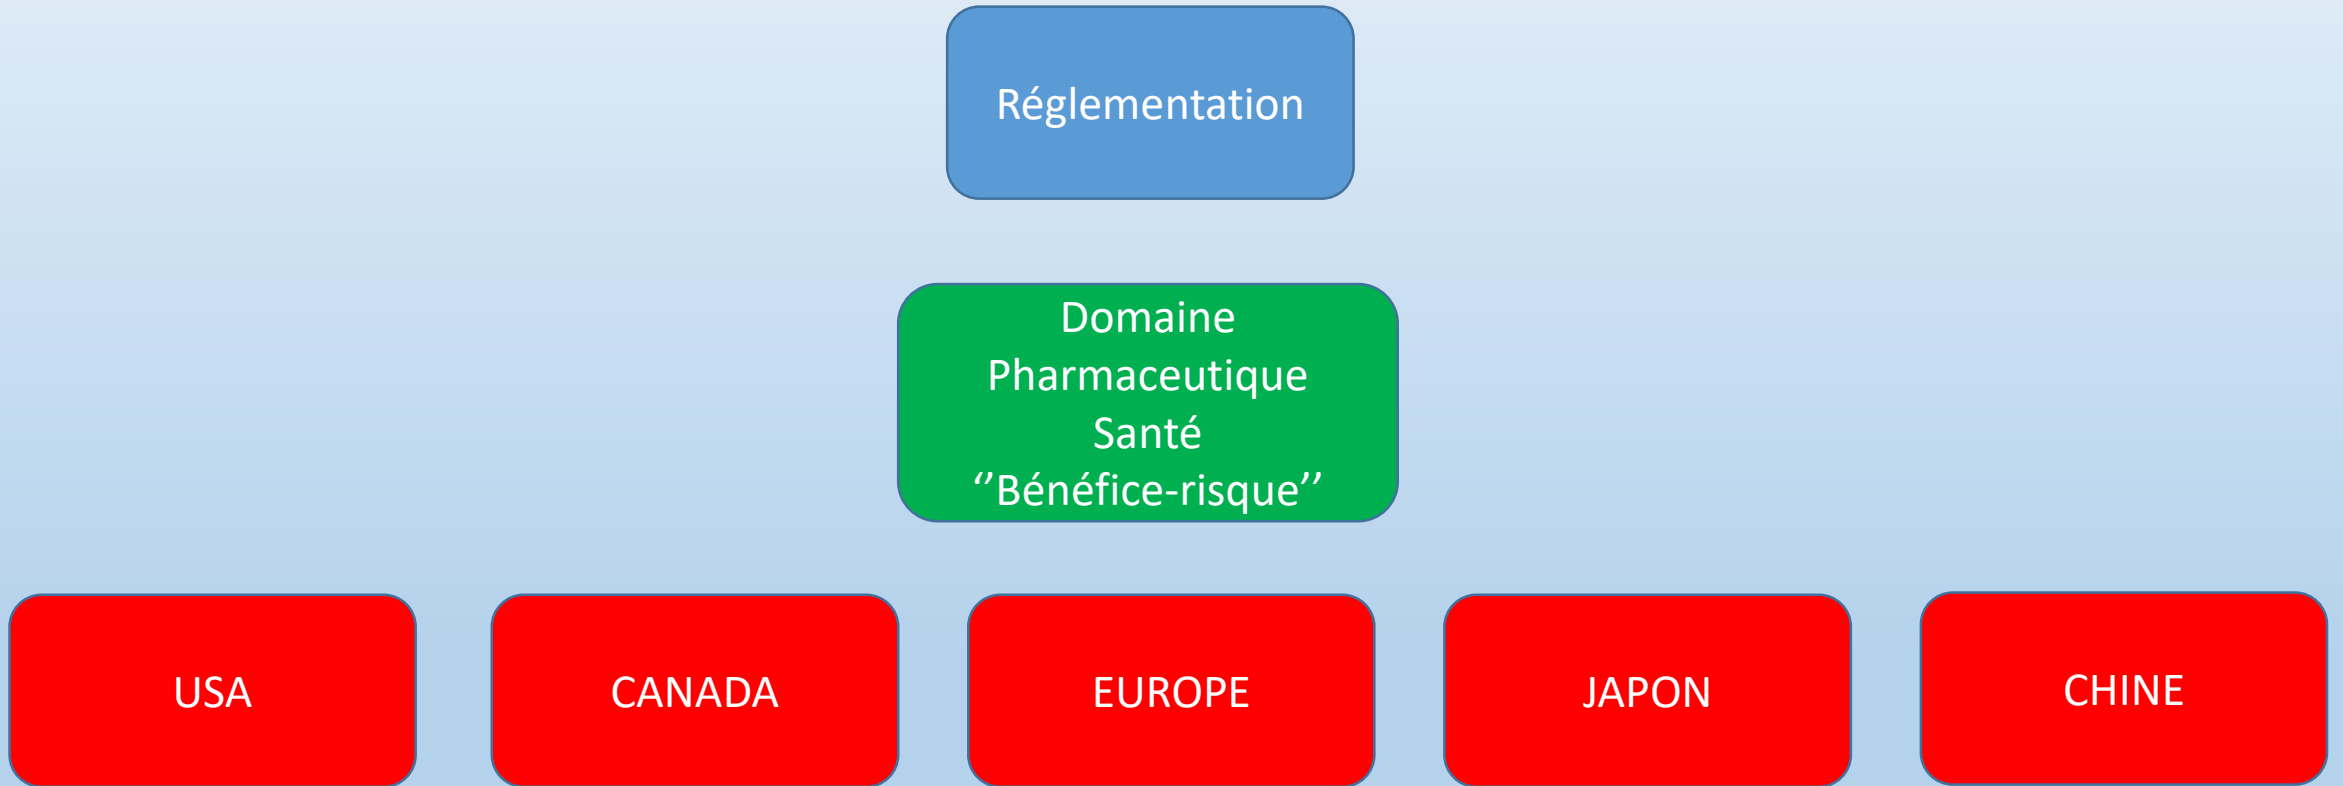 Réglementation
Domaine
Pharmaceutique
Santé
‘’Bénéfice-risque’’
USA
CANADA
EUROPE
JAPON
CHINE